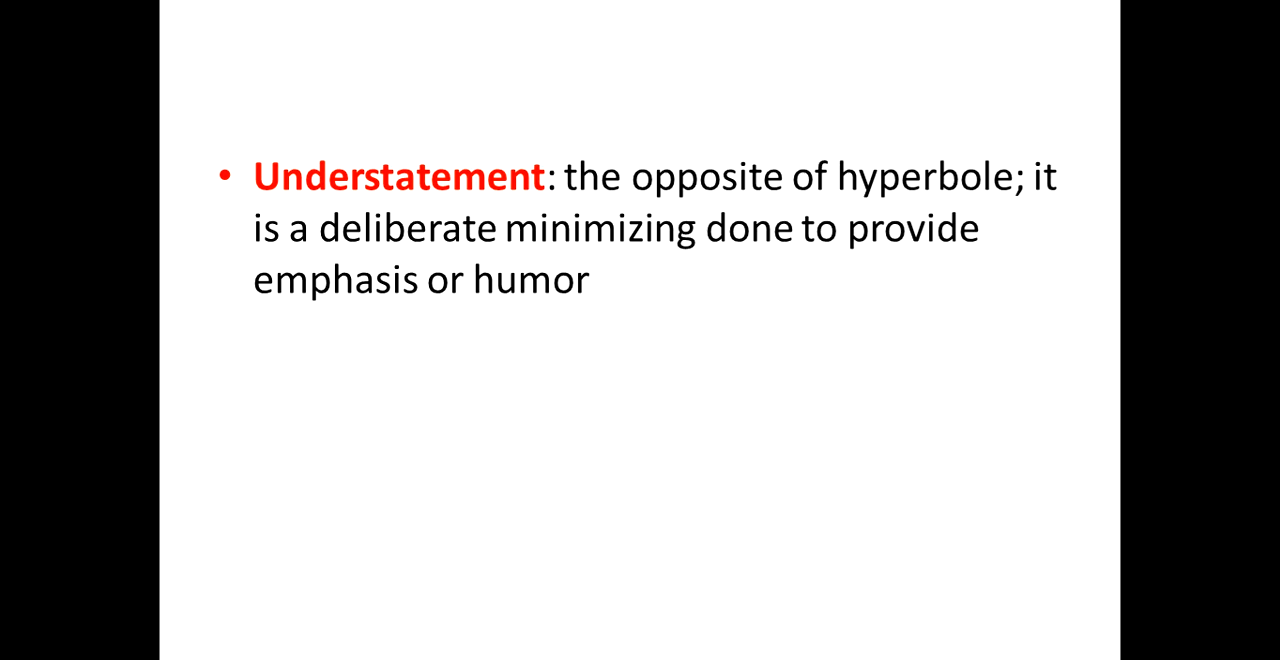 • Understatement: the opposite of hyperbole; it
is a deliberate minimizing done to provide
emphasis or humor